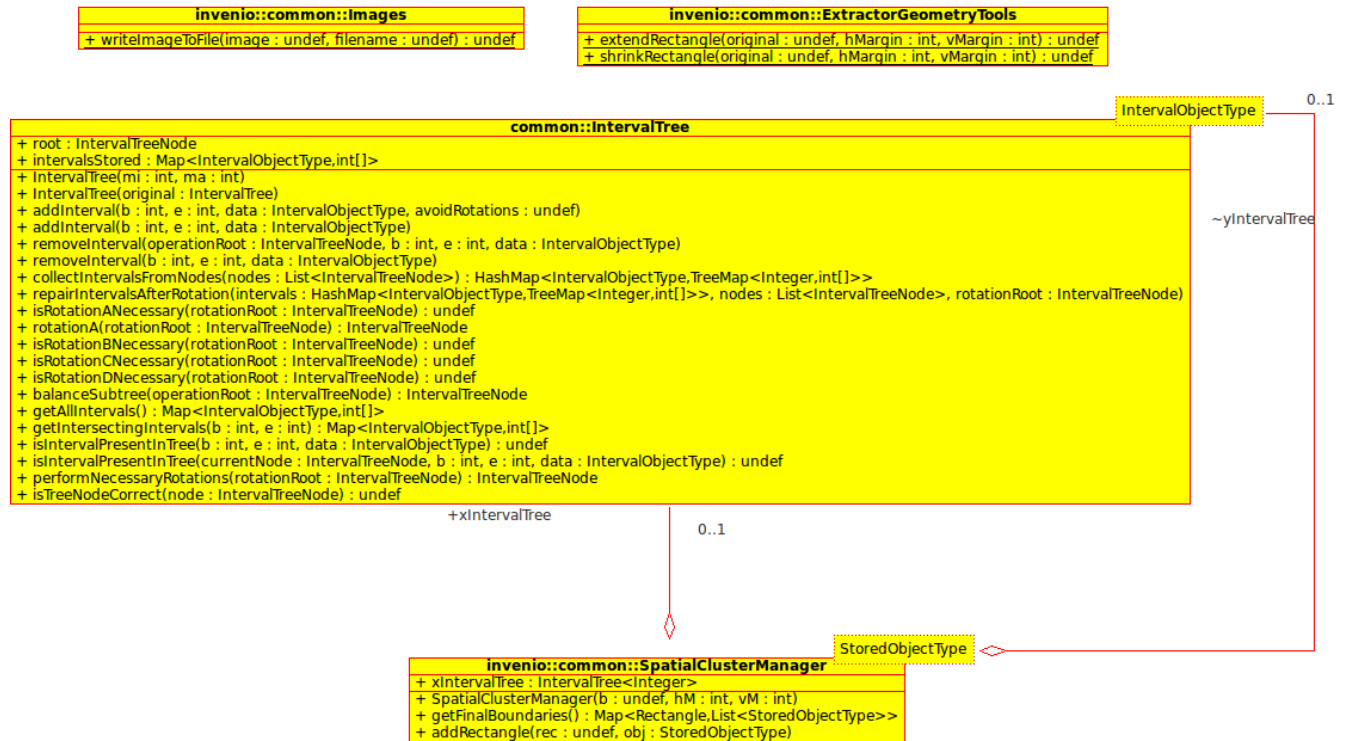 invenio::common::Images
+ writeImageToFile(image : undef, filename : undef) : undef
invenio::common::ExtractorGeometryTools
+ extendRectangle(original : undef, hMargin : int, vMargin : int) : undef
+ shrinkRectangle(original : undef, hMargin : int, vMargin : int) : undef
IntervalObjectType
0..1
common::IntervalTree
+ root : IntervalTreeNode
+ intervalsStored : Map<IntervalObjectType,int[]>
+ IntervalTree(mi : int, ma : int)
+ IntervalTree(original : IntervalTree)
+ addInterval(b : int, e : int, data : IntervalObjectType, avoidRotations : undef)
+ addInterval(b : int, e : int, data : IntervalObjectType)
+ removeInterval(operationRoot : IntervalTreeNode, b : int, e : int, data : IntervalObjectType)
+ removeInterval(b : int, e : int, data : IntervalObjectType)
+ collectIntervalsFromNodes(nodes : List<IntervalTreeNode>) : HashMap<IntervalObjectType,TreeMap<Integer,int[]>>
+ repairIntervalsAfterRotation(intervals : HashMap<IntervalObjectType,TreeMap<Integer,int[]>>, nodes : List<IntervalTreeNode>, rotationRoot : IntervalTreeNode)
+ isRotationANecessary(rotationRoot : IntervalTreeNode) : undef
+ rotationA(rotationRoot : IntervalTreeNode) : IntervalTreeNode
+ isRotationBNecessary(rotationRoot : IntervalTreeNode) : undef
+ isRotationCNecessary(rotationRoot : IntervalTreeNode) : undef
+ isRotationDNecessary(rotationRoot : IntervalTreeNode) : undef
+ balanceSubtree(operationRoot : IntervalTreeNode) : IntervalTreeNode
+ getAllIntervals() : Map<IntervalObjectType,int[]>
+ getIntersectingIntervals(b : int, e : int) : Map<IntervalObjectType,int[]>
+ isIntervalPresentInTree(b : int, e : int, data : IntervalObjectType) : undef
+ isIntervalPresentInTree(currentNode : IntervalTreeNode, b : int, e : int, data : IntervalObjectType) : undef
+ performNecessaryRotations(rotationRoot : IntervalTreeNode) : IntervalTreeNode
+ isTreeNodeCorrect(node : IntervalTreeNode) : undef
~yIntervalTree
+xIntervalTree
0..1
StoredObjectType
invenio::common::SpatialClusterManager
+ xIntervalTree : IntervalTree<Integer>
+ SpatialClusterManager(b : undef, hM : int, vM : int)
+ getFinalBoundaries() : Map<Rectangle,List<StoredObjectType>>
+ addRectangle(rec : undef, obj : StoredObjectType)